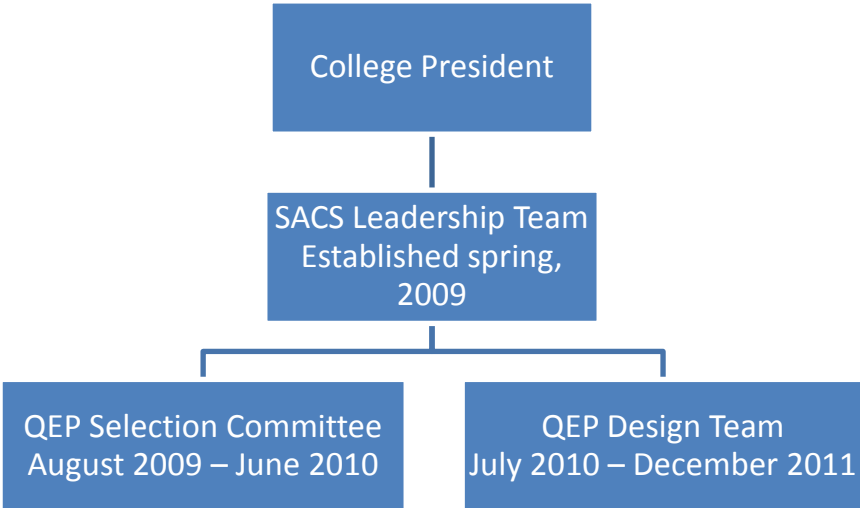 College President
SACS Leadership Team
Established spring,
2009
QEP Selection Committee
August 2009 – June 2010
QEP Design Team
July 2010 – December 2011